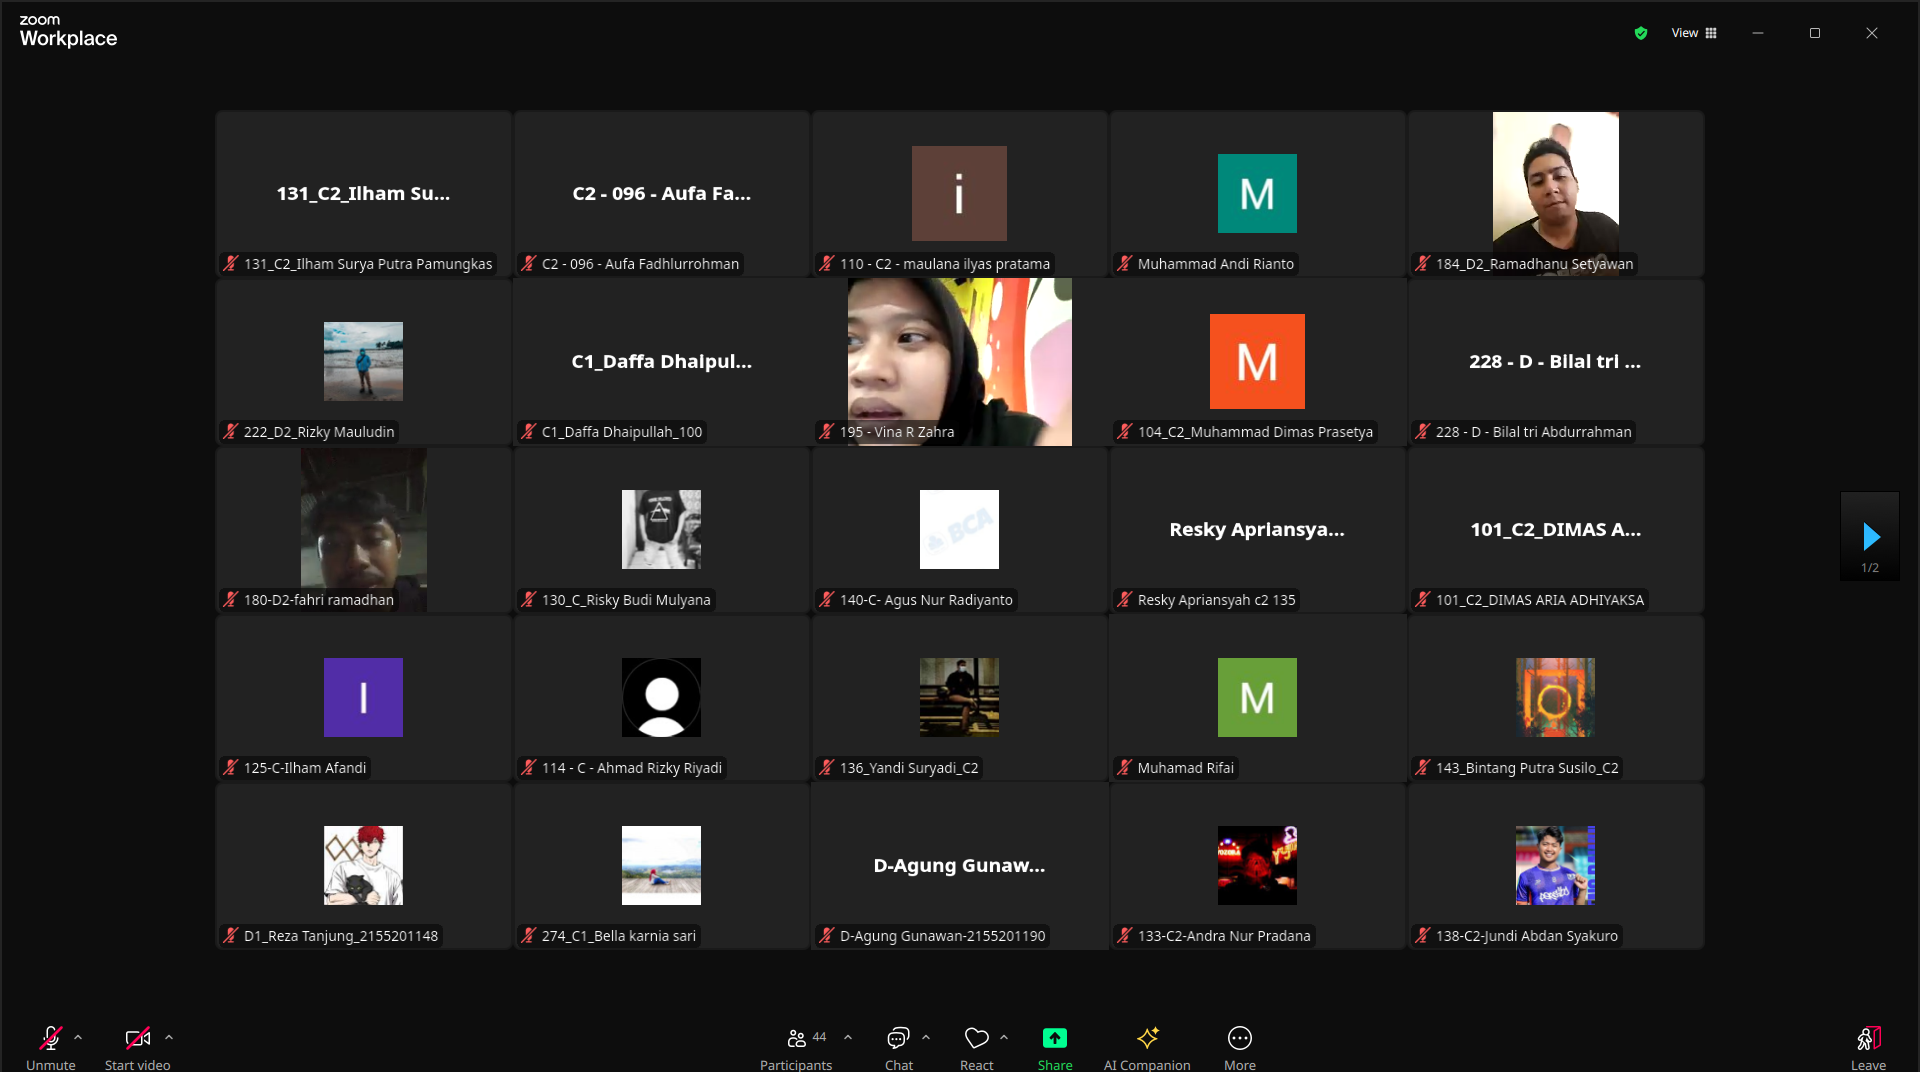 zoom
Workplace
View
131_C2_Ilham Su...
C2 - 096 - Aufa Fa...
i
M
131_C2_Ilham Surya Putra Pamungkas
C2 - 096 - Aufa Fadhlurrohman
110 - C2 - maulana ilyas pratama
Muhammad Andi Rianto
184_D2_Ramadhanu Setyawan
C1_Daffa Dhaipul...
M
228 - D - Bilal tri ...
222_D2_Rizky Mauludin
C1_Daffa Dhaipullah_100
195 - Vina R Zahra
104_C2_Muhammad Dimas Prasetya
228 - D - Bilal tri Abdurrahman
BCA
Resky Apriansya...
101_C2_DIMAS A...
180-D2-fahri ramadhan
130_C_Risky Budi Mulyana
140-C- Agus Nur Radiyanto
Resky Apriansyah c2 135
101_C2_DIMAS ARIA ADHIYAKSA
1/2
I
M
125-C-Ilham Afandi
114 - C - Ahmad Rizky Riyadi
136_Yandi Suryadi_C2
Muhamad Rifai
143_Bintang Putra Susilo_C2
D-Agung Gunaw...
D1_Reza Tanjung_2155201148
274_C1_Bella karnia sari
D-Agung Gunawan-2155201190
133-C2-Andra Nur Pradana
138-C2-Jundi Abdan Syakuro
44
Unmute
Start video
Participants
Chat
React
Share
AI Companion
More
Leave